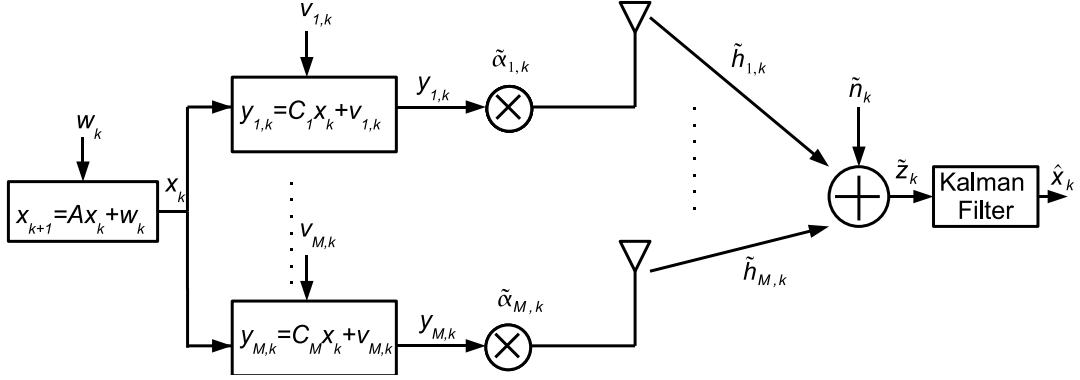 v_{1,k}
α̃_{1,k}
h̃_{1,k}
y_{1,k}=C_1x_k+v_{1,k}
y_{1,k}
ñ_k
w_k
x_k
z̃_k
Kalman
Filter
x̂_k
x_{k+1}=Ax_k+w_k
v_{M,k}
h̃_{M,k}
α̃_{M,k}
y_{M,k}=C_Mx_k+v_{M,k}
y_{M,k}